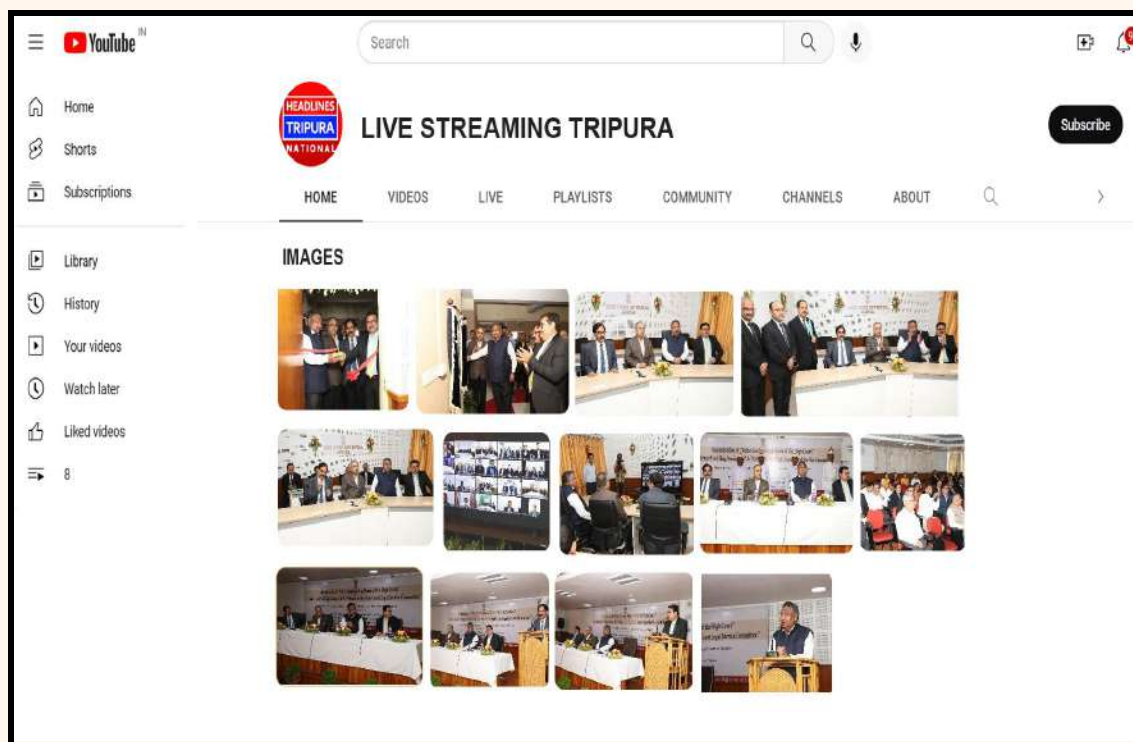 YouTube IN
Search
9
Home
Shorts
Subscriptions
Library
History
Your videos
Watch later
Liked videos
8
HEADLINES
TRIPURA
NATIONAL
LIVE STREAMING TRIPURA
Subscribe
HOME VIDEOS LIVE PLAYLISTS COMMUNITY CHANNELS ABOUT
IMAGES